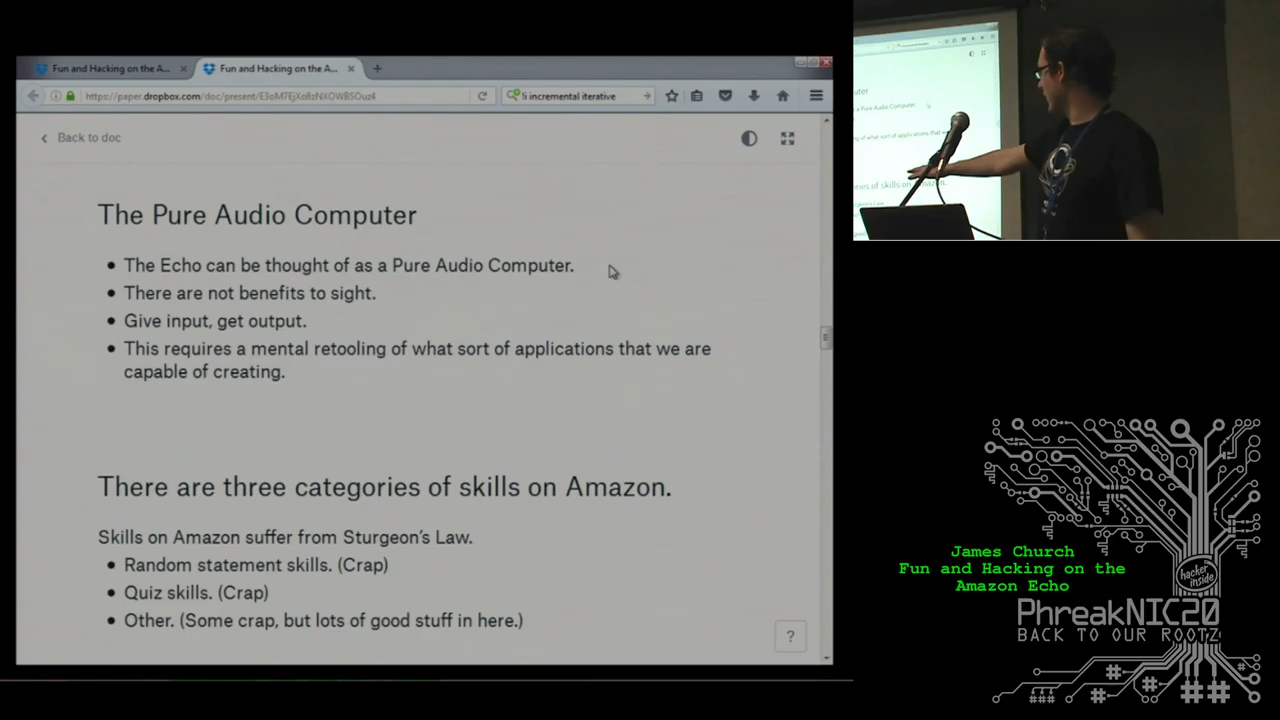 Fun and Hacking on the A...
Fun and Hacking on the A...
https://paper.dropbox.com/doc/present/
incremental iterative
Back to doc
The Pure Audio Computer
The Echo can be thought of as a Pure Audio Computer.
There are not benefits to sight.
Give input, get output.
This requires a mental retooling of what sort of applications that we are
capable of creating.
There are three categories of skills on Amazon.
Skills on Amazon suffer from Sturgeon's Law.
Random statement skills. (Crap)
Quiz skills. (Crap)
Other. (Some crap, but lots of good stuff in here.)
?
James Church
Fun and Hacking on the
Amazon Echo
hacker
inside
PhreakNIC20
BACK TO OUR ROOTZ